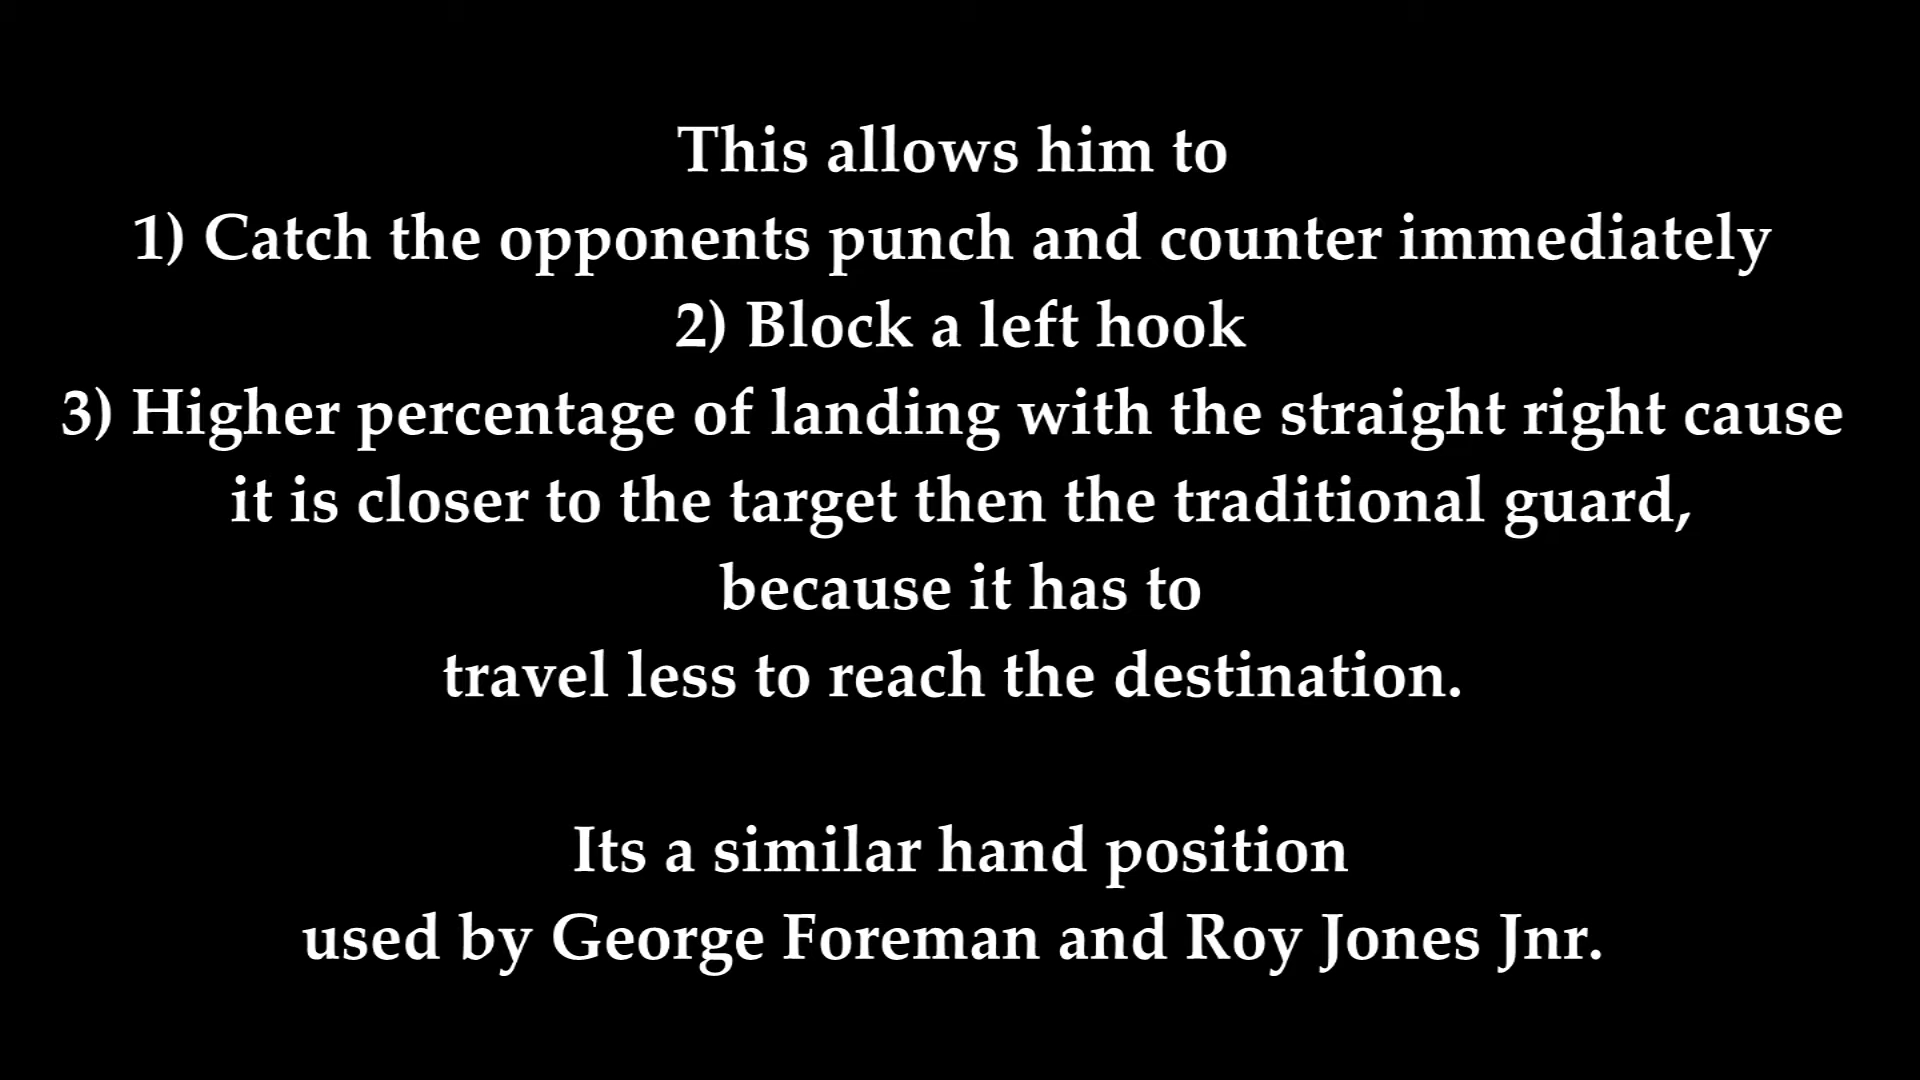 This allows him to
1) Catch the opponents punch and counter immediately
2) Block a left hook
3) Higher percentage of landing with the straight right cause
it is closer to the target then the traditional guard,
because it has to
travel less to reach the destination.
Its a similar hand position
used by George Foreman and Roy Jones Jnr.